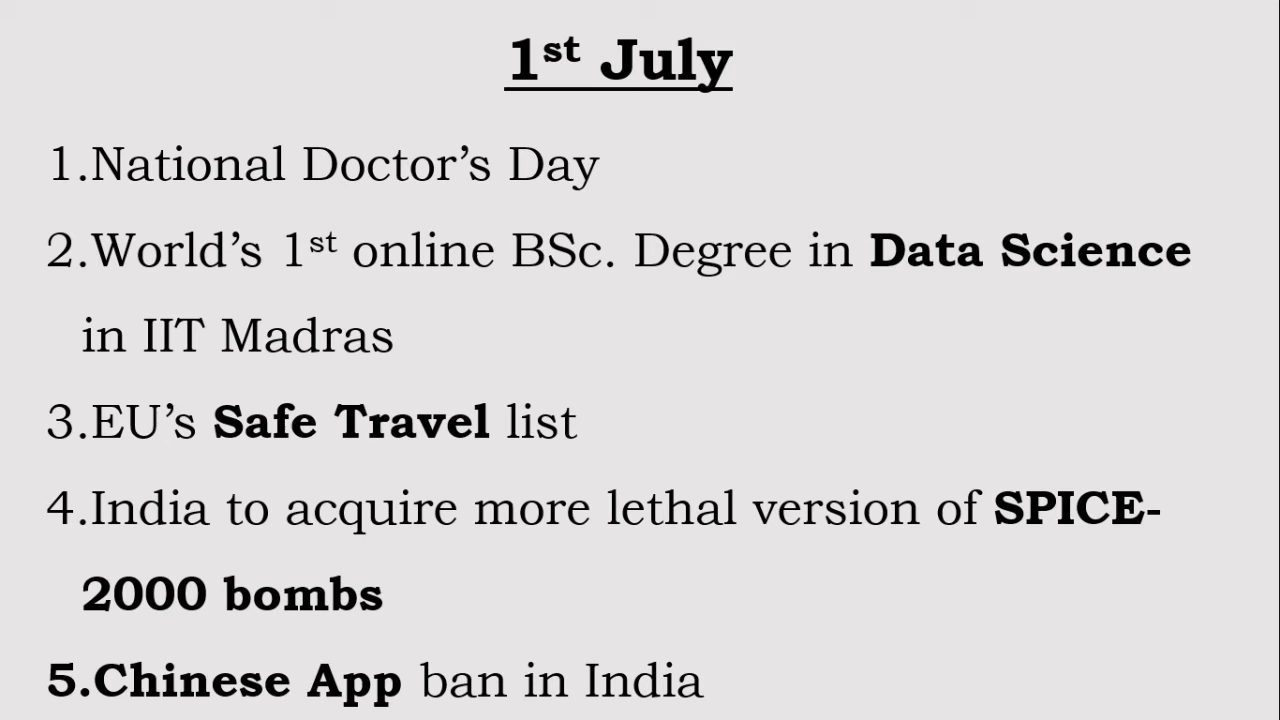 1st July
1.National Doctor’s Day
2.World’s 1st online BSc. Degree in Data Science
in IIT Madras
3.EU’s Safe Travel list
4.India to acquire more lethal version of SPICE-
2000 bombs
5.Chinese App ban in India